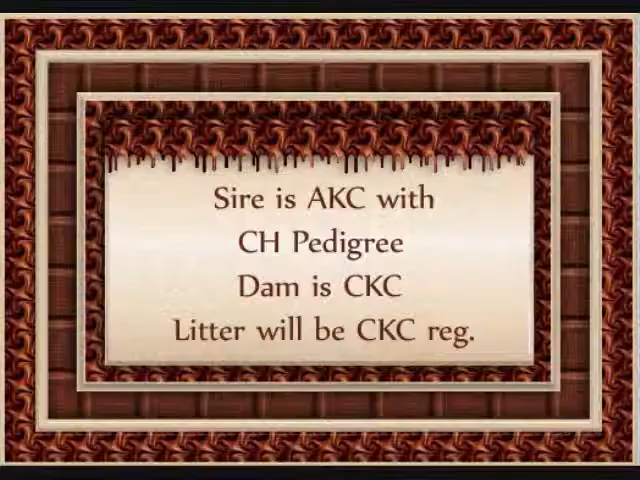 Sire is AKC with
CH Pedigree
Dam is CKC
Litter will be CKC reg.